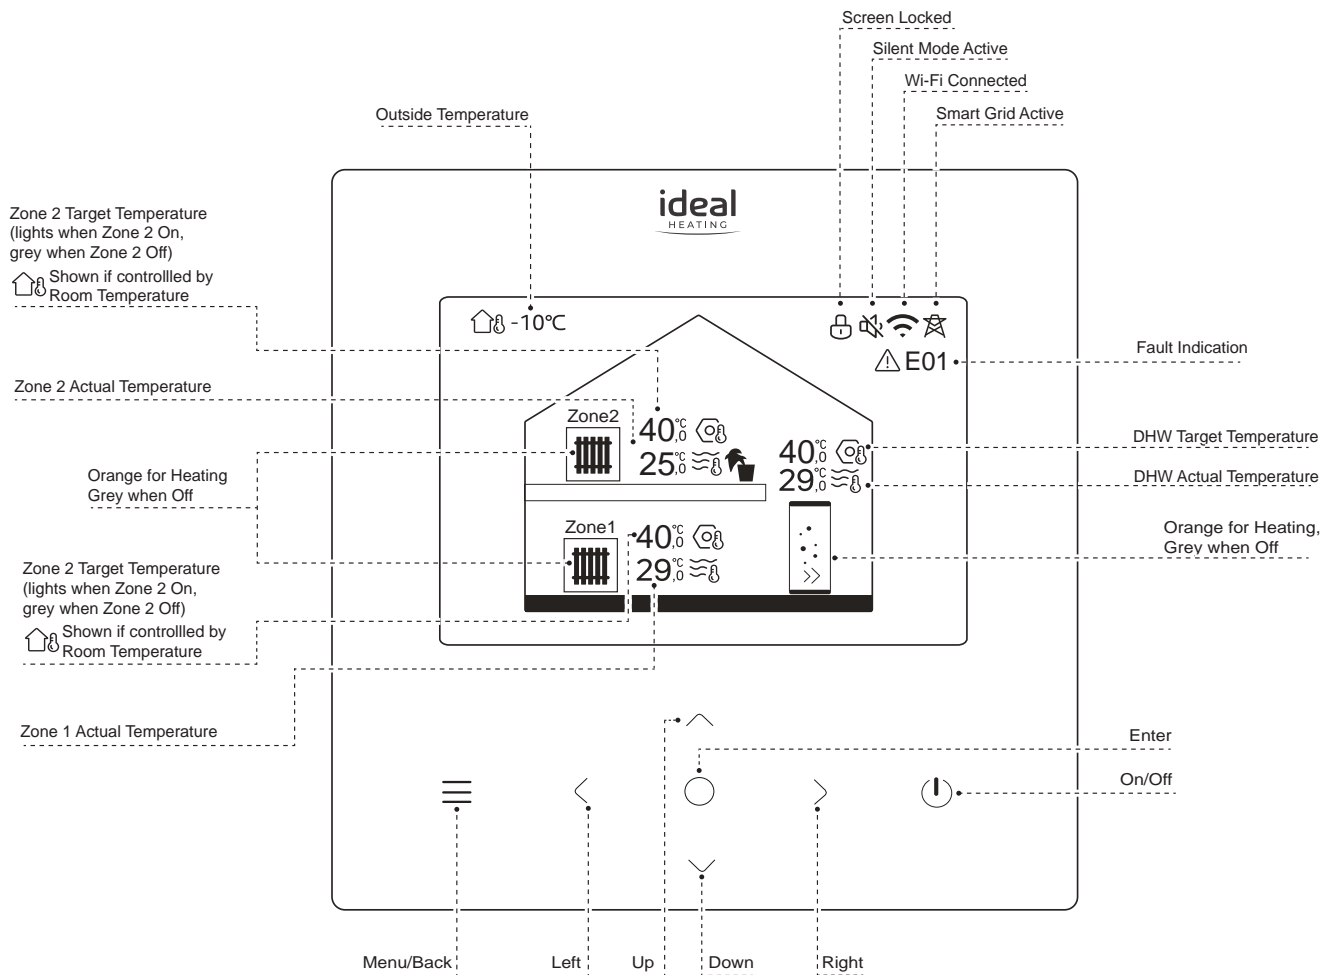 Screen Locked
Silent Mode Active
Wi-Fi Connected
Smart Grid Active
Outside Temperature
ideal
HEATING
Zone 2 Target Temperature
(lights when Zone 2 On,
grey when Zone 2 Off)
Shown if controllled by
Room Temperature
-10°C
E01
Fault Indication
Zone 2 Actual Temperature
Zone2
40,0 °C
25,0 °C
40,0 °C
29,0 °C
DHW Target Temperature
DHW Actual Temperature
Orange for Heating
Grey when Off
Zone1
40,0 °C
29,0 °C
Orange for Heating,
Grey when Off
Zone 2 Target Temperature
(lights when Zone 2 On,
grey when Zone 2 Off)
Shown if controllled by
Room Temperature
Zone 1 Actual Temperature
Enter
On/Off
Menu/Back
Left
Up
Down
Right